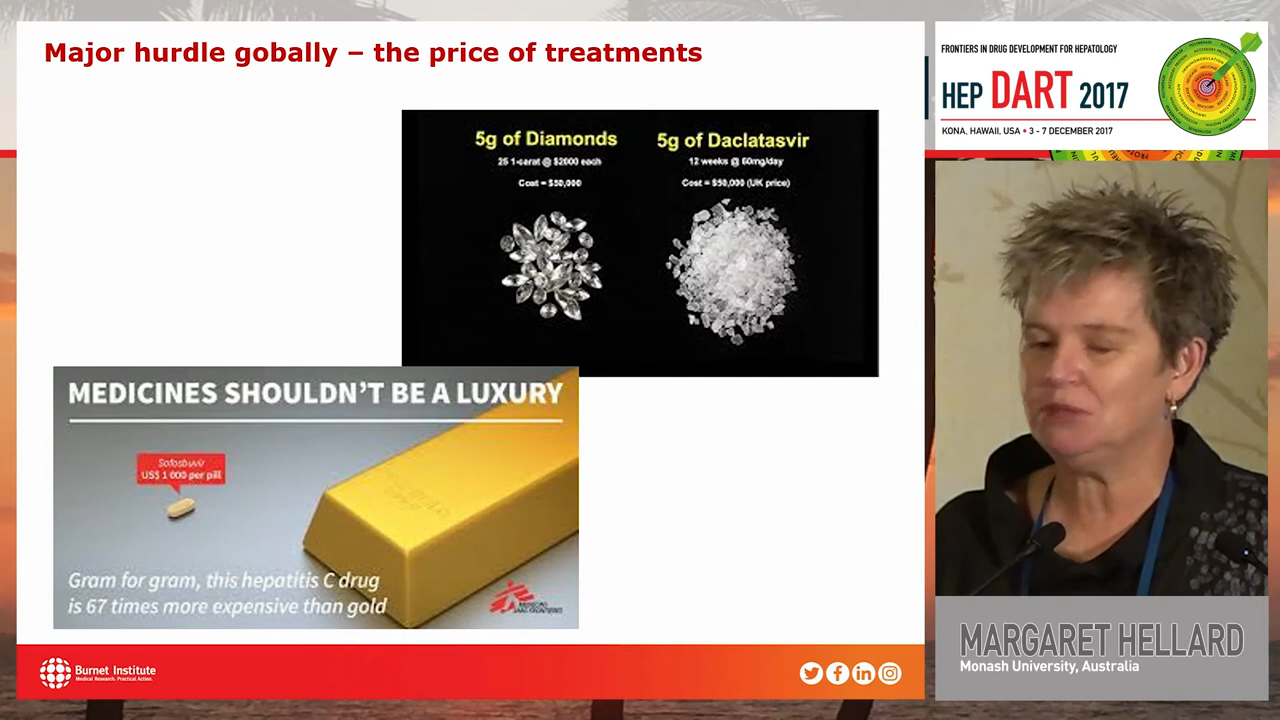 Major hurdle gobally – the price of treatments
5g of Diamonds
25 1-carat @ $2000 each
Cost = $50,000
5g of Daclatasvir
12 weeks @ 60mg/day
Cost = $50,000 (UK price)
MEDICINES SHOULDN'T BE A LUXURY
Sofosbuvir
US$ 1 000 per pill
Gram for gram, this hepatitis C drug
is 67 times more expensive than gold
MEDECINS
SANS FRONTIERES
Burnet Institute
Medical Research. Practical Action.
FRONTIERS IN DRUG DEVELOPMENT FOR HEPATOLOGY
HEP DART 2017
KONA, HAWAII, USA • 3 - 7 DECEMBER 2017
MARGARET HELLARD
Monash University, Australia